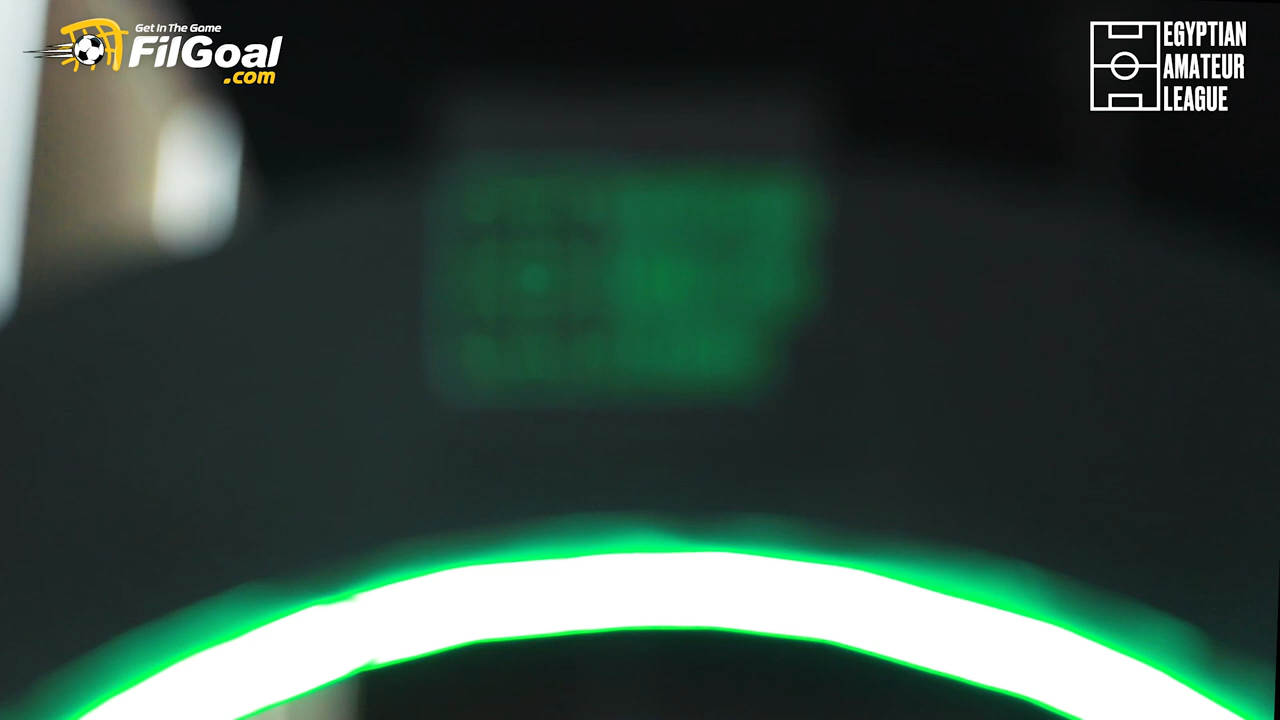 Get In The Game
FilGoal
.com
EGYPTIAN
AMATEUR
LEAGUE